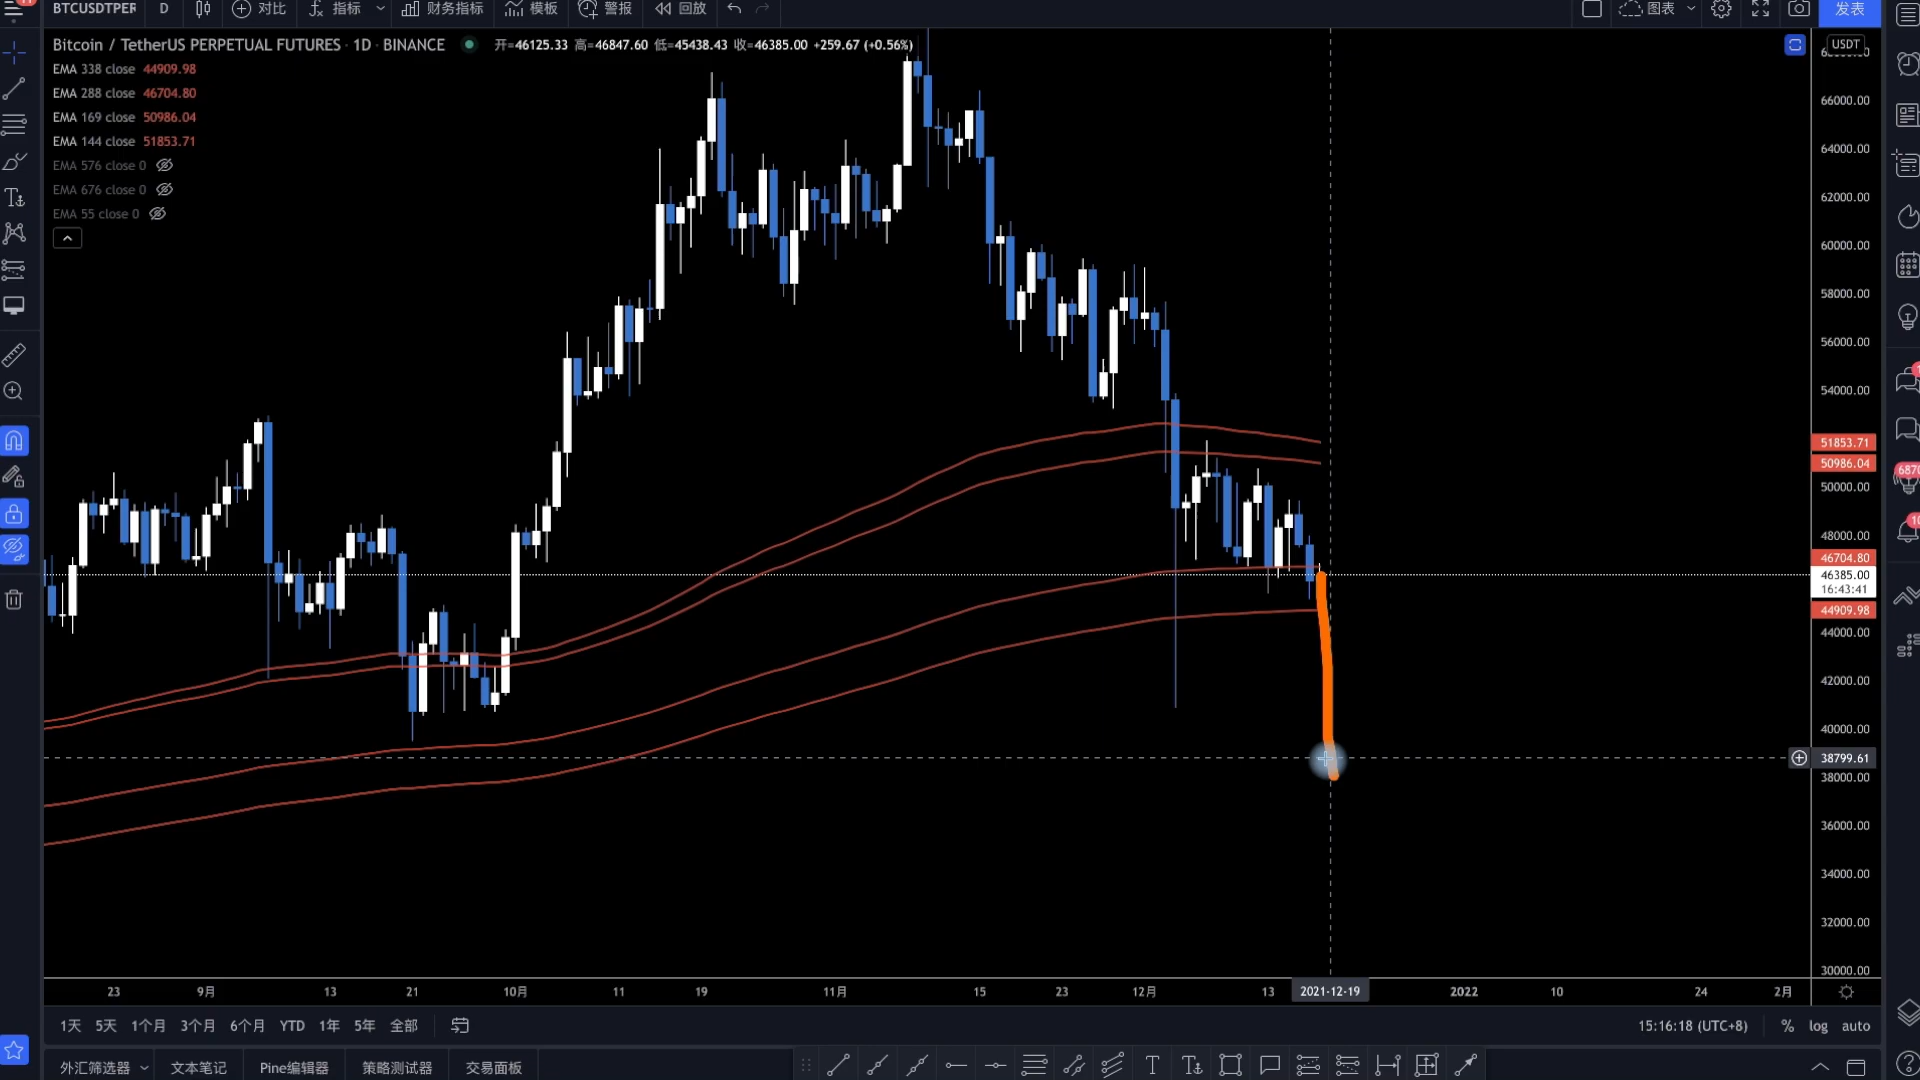 BTCUSDTPER D 对比 指标 财务指标 模板 警报 回放 图表 发表
Bitcoin / TetherUS PERPETUAL FUTURES · 1D · BINANCE 开=46125.33 高=46847.60 低=45438.43 收=46385.00 +259.67 (+0.56%)
USDT
EMA 338 close 44909.98
EMA 288 close 46704.80
EMA 169 close 50986.04
EMA 144 close 51853.71
EMA 576 close 0
EMA 676 close 0
EMA 55 close 0
66000.00
64000.00
62000.00
60000.00
58000.00
56000.00
54000.00
51853.71
50986.04
50000.00
48000.00
46704.80
46385.00
16:43:41
44909.98
44000.00
42000.00
40000.00
38799.61
38000.00
36000.00
34000.00
32000.00
30000.00
23 9月 13 21 10月 11 19 11月 15 23 12月 13 2021-12-19 2022 10 24 2月
1天 5天 1个月 3个月 6个月 YTD 1年 5年 全部 15:16:18 (UTC+8) % log auto
外汇筛选器 文本笔记 Pine编辑器 策略测试器 交易面板